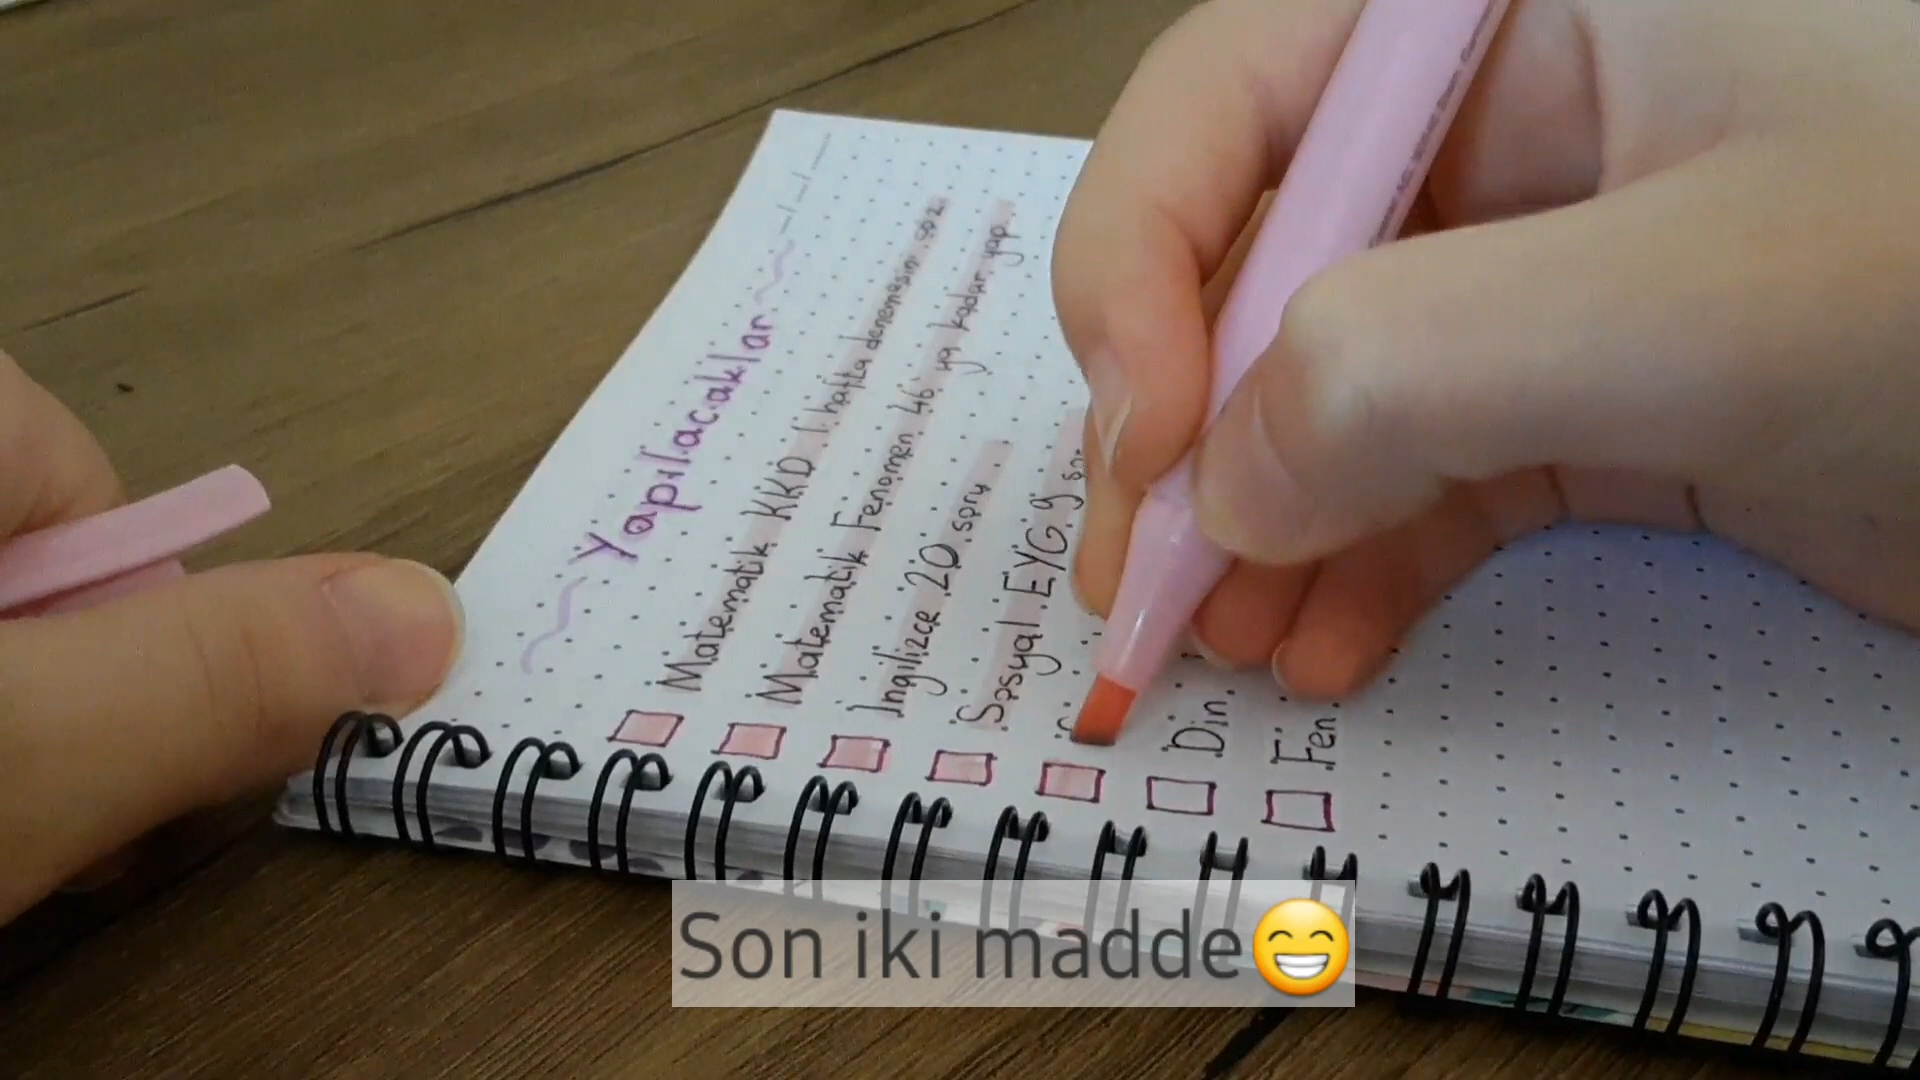 Yapılacaklar
Matematik KKD 1. hafta denemesini çöz.
Matematik Fenomen 46 ya kadar yap.
İngilizce 20 soru
Sosyal EYG 9
Din
Fen
Son iki madde😁